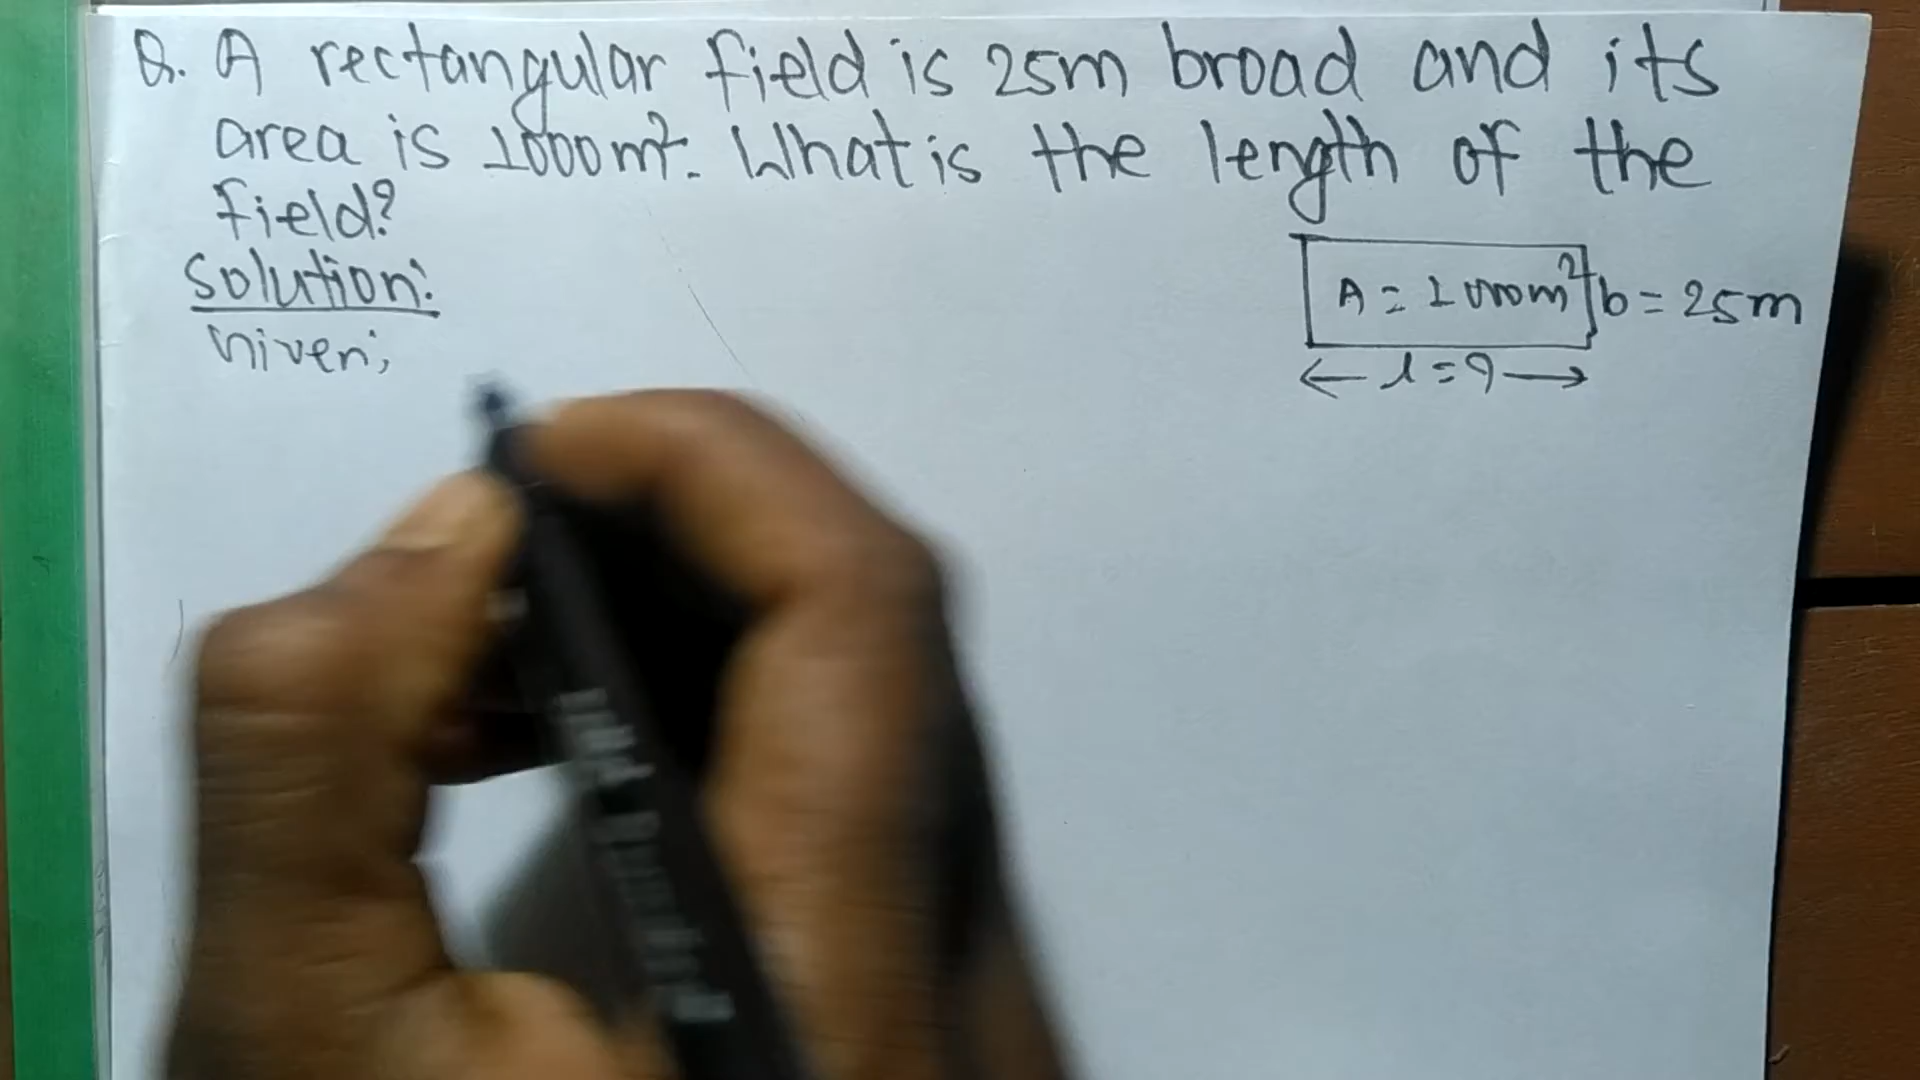 Q. A rectangular field is 25m broad and its
area is 1000m². What is the length of the
field?
Solution:
Given;
A = 1000m² b = 25m
l = ?